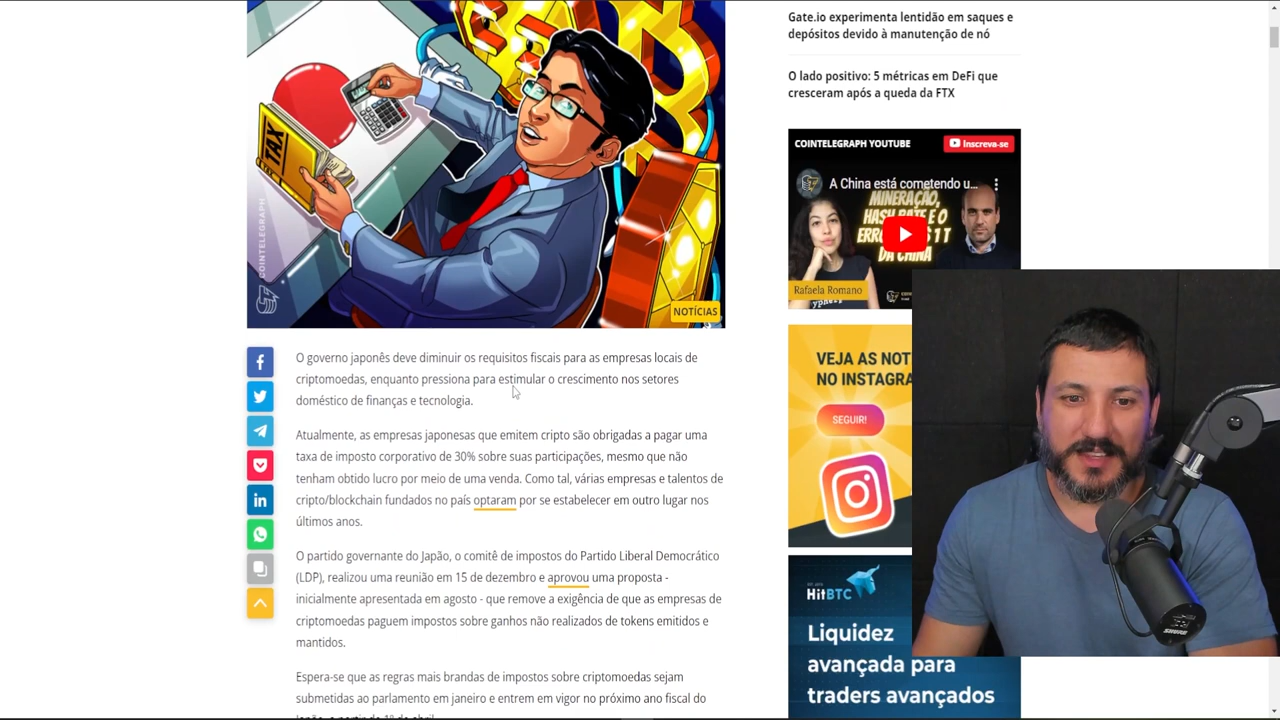 Gate.io experimenta lentidão em saques e
depósitos devido à manutenção de nó
O lado positivo: 5 métricas em DeFi que
cresceram após a queda da FTX
TAX
COINTELEGRAPH
NOTÍCIAS
COINTELEGRAPH YOUTUBE
Inscreva-se
A China está cometendo u...
MINERAÇÃO,
HASH RATE E O
DA CHINA
Rafaela Romano
O governo japonês deve diminuir os requisitos fiscais para as empresas locais de
criptomoedas, enquanto pressiona para estimular o crescimento nos setores
doméstico de finanças e tecnologia.
Atualmente, as empresas japonesas que emitem cripto são obrigadas a pagar uma
taxa de imposto corporativo de 30% sobre suas participações, mesmo que não
tenham obtido lucro por meio de uma venda. Como tal, várias empresas e talentos de
cripto/blockchain fundados no país optaram por se estabelecer em outro lugar nos
últimos anos.
O partido governante do Japão, o comitê de impostos do Partido Liberal Democrático
(LDP), realizou uma reunião em 15 de dezembro e aprovou uma proposta -
inicialmente apresentada em agosto - que remove a exigência de que as empresas de
criptomoedas paguem impostos sobre ganhos não realizados de tokens emitidos e
mantidos.
Espera-se que as regras mais brandas de impostos sobre criptomoedas sejam
submetidas ao parlamento em janeiro e entrem em vigor no próximo ano fiscal do
VEJA AS NOT
NO INSTAGRA
SEGUIR!
HitBTC
Liquidez
avançada para
traders avançados
SHURE